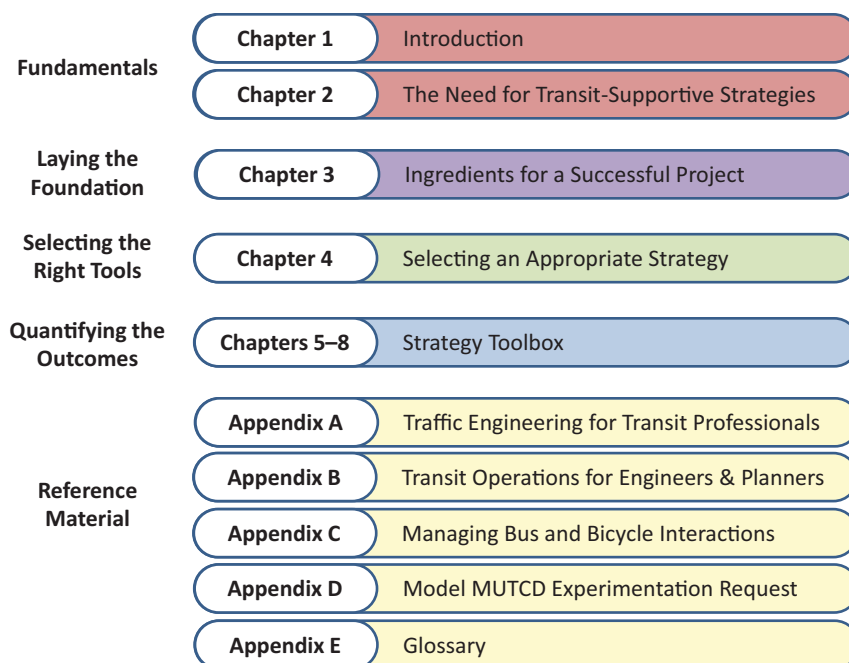 Fundamentals
Chapter 1 Introduction
Chapter 2 The Need for Transit-Supportive Strategies
Laying the
Foundation
Chapter 3 Ingredients for a Successful Project
Selecting the
Right Tools
Chapter 4 Selecting an Appropriate Strategy
Quantifying the
Outcomes
Chapters 5–8 Strategy Toolbox
Reference
Material
Appendix A Traffic Engineering for Transit Professionals
Appendix B Transit Operations for Engineers & Planners
Appendix C Managing Bus and Bicycle Interactions
Appendix D Model MUTCD Experimentation Request
Appendix E Glossary